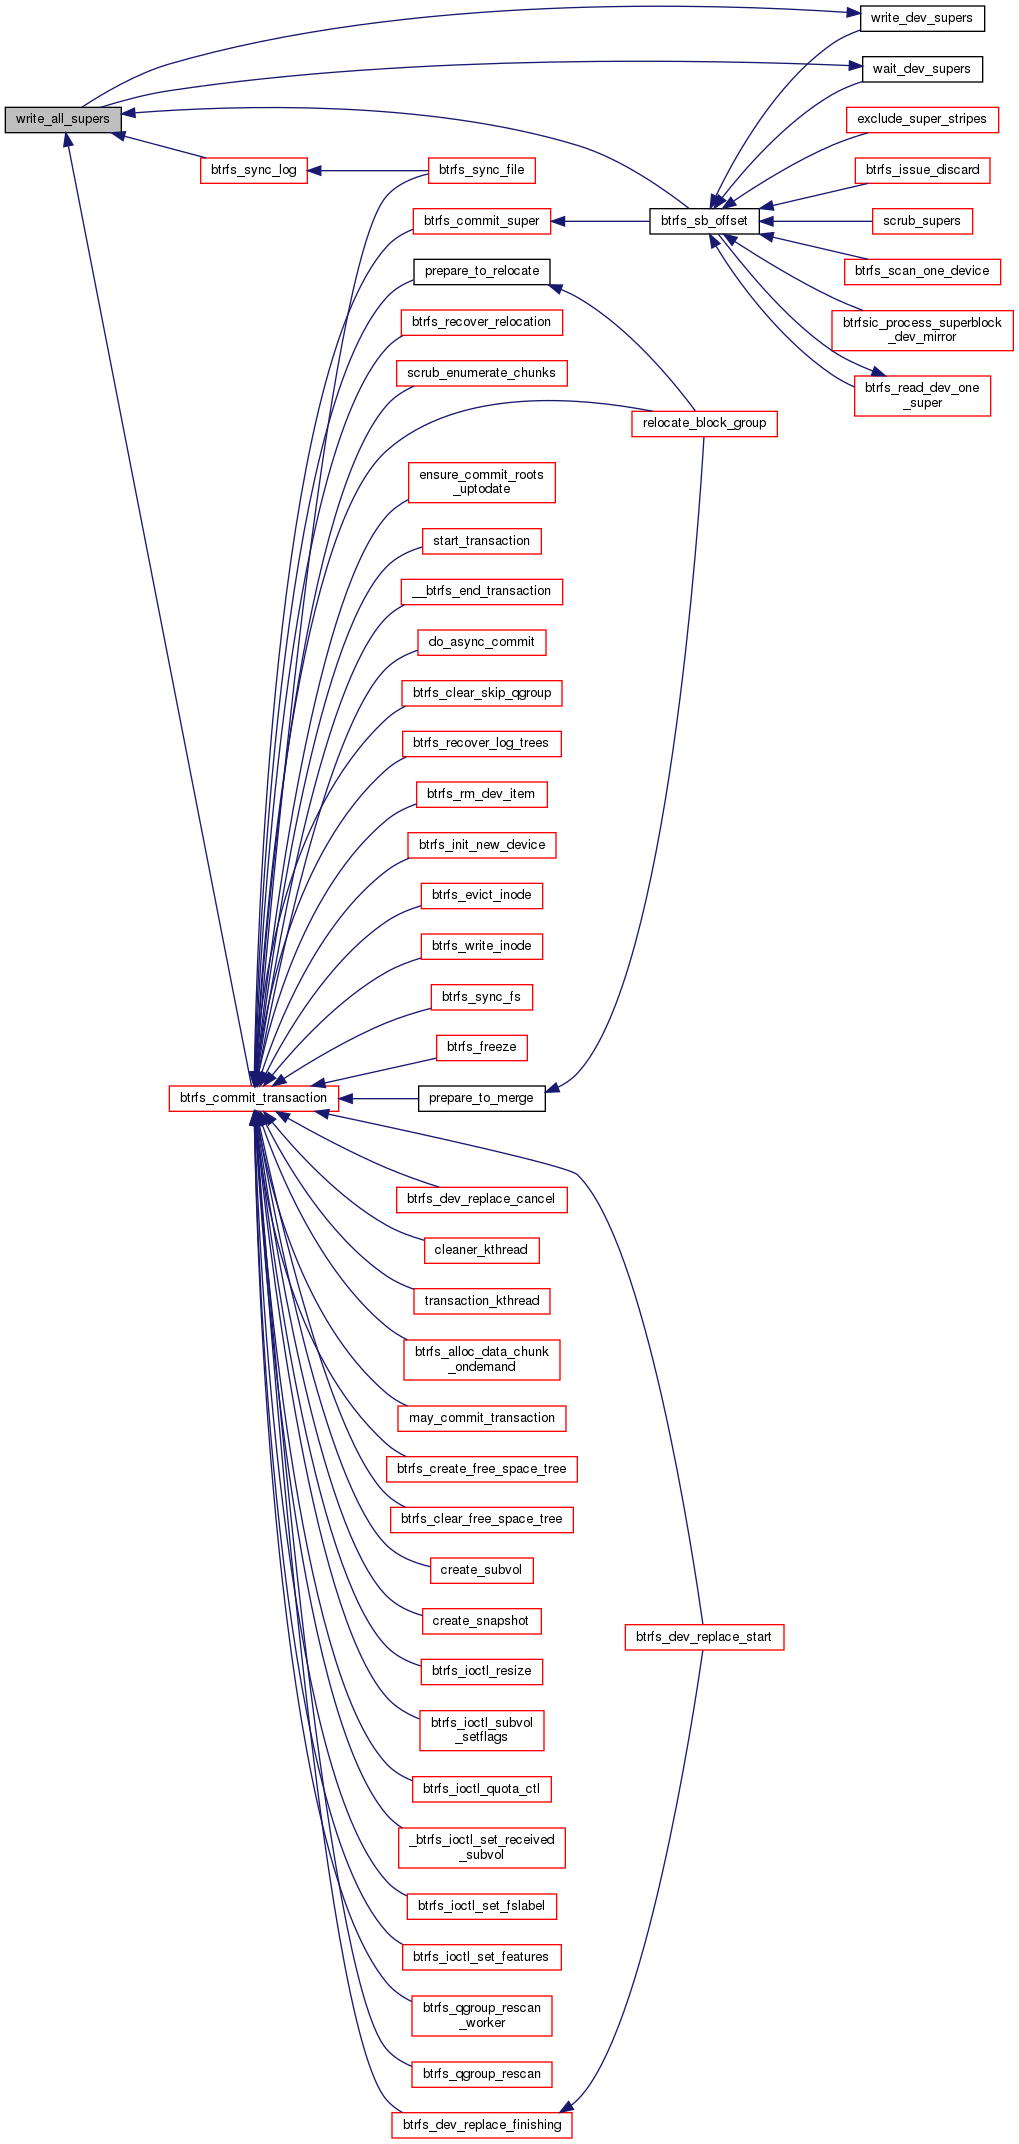 write_dev_supers
wait_dev_supers
write_all_supers
exclude_super_stripes
btrfs_sync_log
btrfs_sync_file
btrfs_issue_discard
btrfs_commit_super
btrfs_sb_offset
scrub_supers
prepare_to_relocate
btrfs_scan_one_device
btrfs_recover_relocation
btrfsic_process_superblock
_dev_mirror
scrub_enumerate_chunks
btrfs_read_dev_one
_super
relocate_block_group
ensure_commit_roots
_uptodate
start_transaction
__btrfs_end_transaction
do_async_commit
btrfs_clear_skip_qgroup
btrfs_recover_log_trees
btrfs_rm_dev_item
btrfs_init_new_device
btrfs_evict_inode
btrfs_write_inode
btrfs_sync_fs
btrfs_freeze
btrfs_commit_transaction
prepare_to_merge
btrfs_dev_replace_cancel
cleaner_kthread
transaction_kthread
btrfs_alloc_data_chunk
_ondemand
may_commit_transaction
btrfs_create_free_space_tree
btrfs_clear_free_space_tree
create_subvol
create_snapshot
btrfs_dev_replace_start
btrfs_ioctl_resize
btrfs_ioctl_subvol
_setflags
btrfs_ioctl_quota_ctl
_btrfs_ioctl_set_received
_subvol
btrfs_ioctl_set_fslabel
btrfs_ioctl_set_features
btrfs_qgroup_rescan
_worker
btrfs_qgroup_rescan
btrfs_dev_replace_finishing